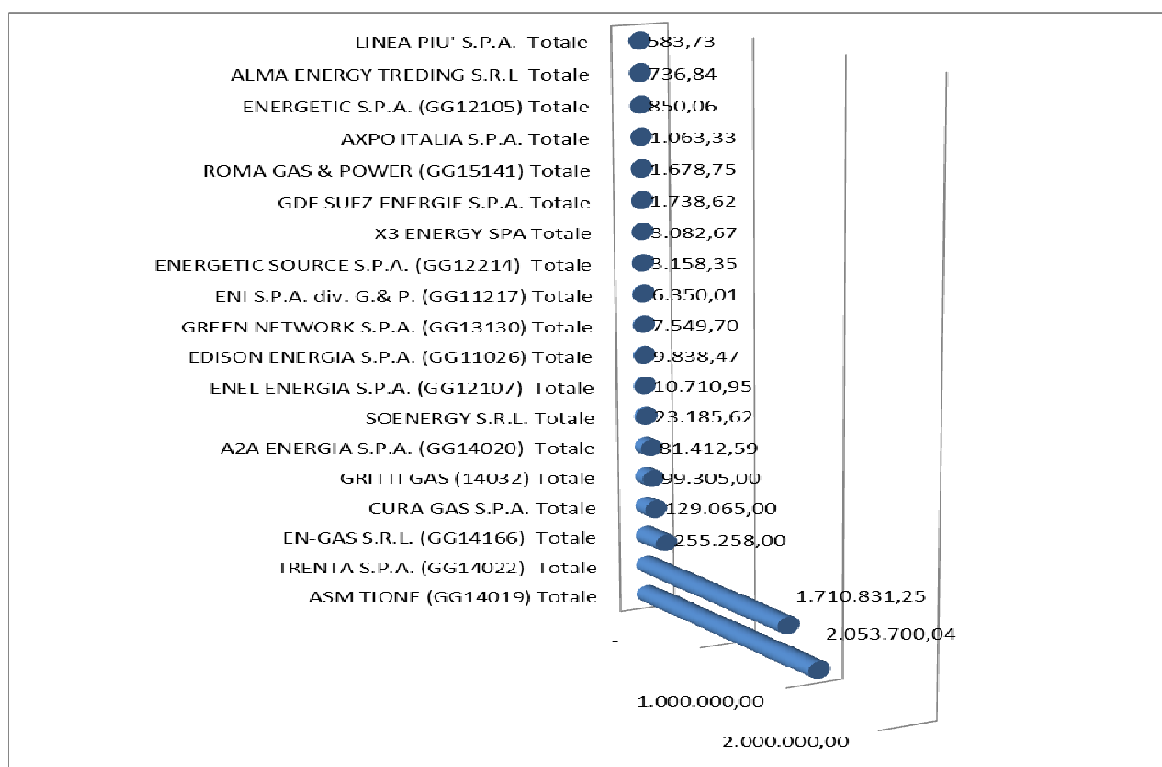 LINEA PIU' S.P.A. Totale 583,73
ALMA ENERGY TREDING S.R.L Totale 736,84
ENERGETIC S.P.A. (GG12105) Totale 850,06
AXPO ITALIA S.P.A. Totale 1.063,33
ROMA GAS & POWER (GG15141) Totale 1.678,75
GDF SUEZ ENERGIE S.P.A. Totale 1.738,62
X3 ENERGY SPA Totale 3.082,67
ENERGETIC SOURCE S.P.A. (GG12214) Totale 3.158,35
ENI S.P.A. div. G.& P. (GG11217) Totale 6.350,01
GREEN NETWORK S.P.A. (GG13130) Totale 7.549,70
EDISON ENERGIA S.P.A. (GG11026) Totale 9.838,47
ENEL ENERGIA S.P.A. (GG12107) Totale 10.710,95
SOENERGY S.R.L. Totale 23.185,62
A2A ENERGIA S.P.A. (GG14020) Totale 81.412,59
GRITTI GAS (14032) Totale 99.305,00
CURA GAS S.P.A. Totale 129.065,00
EN-GAS S.R.L. (GG14166) Totale 255.258,00
TRENTA S.P.A. (GG14022) Totale 1.710.831,25
ASM TIONE (GG14019) Totale 2.053.700,04
-
1.000.000,00
2.000.000,00